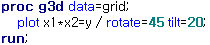 proc g3d data=grid;
plot x1*x2=y / rotate=45 tilt=20;
run;